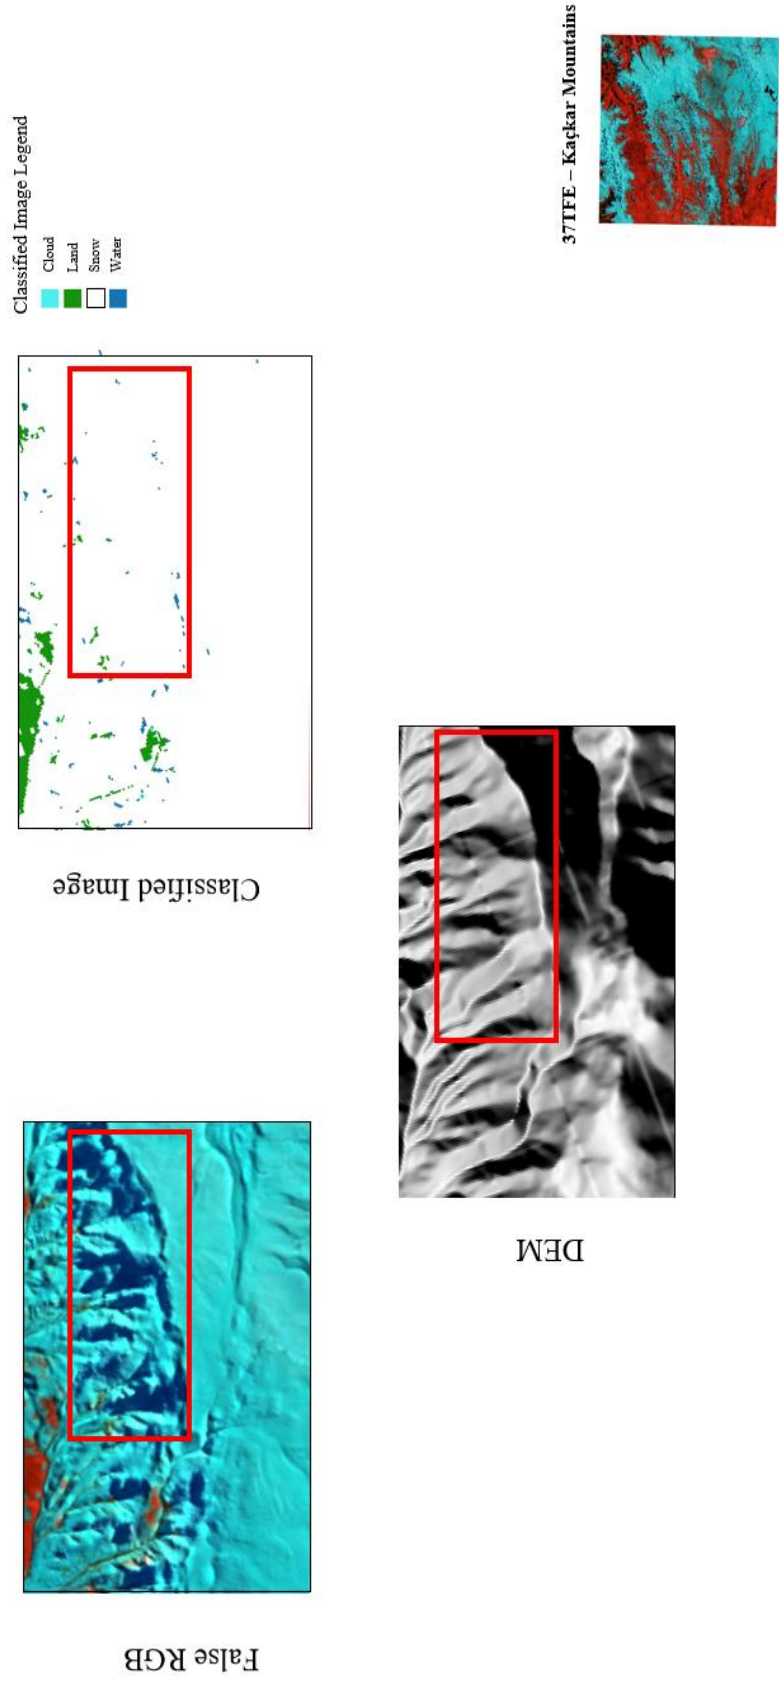 37TFE – Kaçkar Mountains
Classified Image Legend
Cloud
Land
Snow
Water
False RGB
Classified Image
DEM